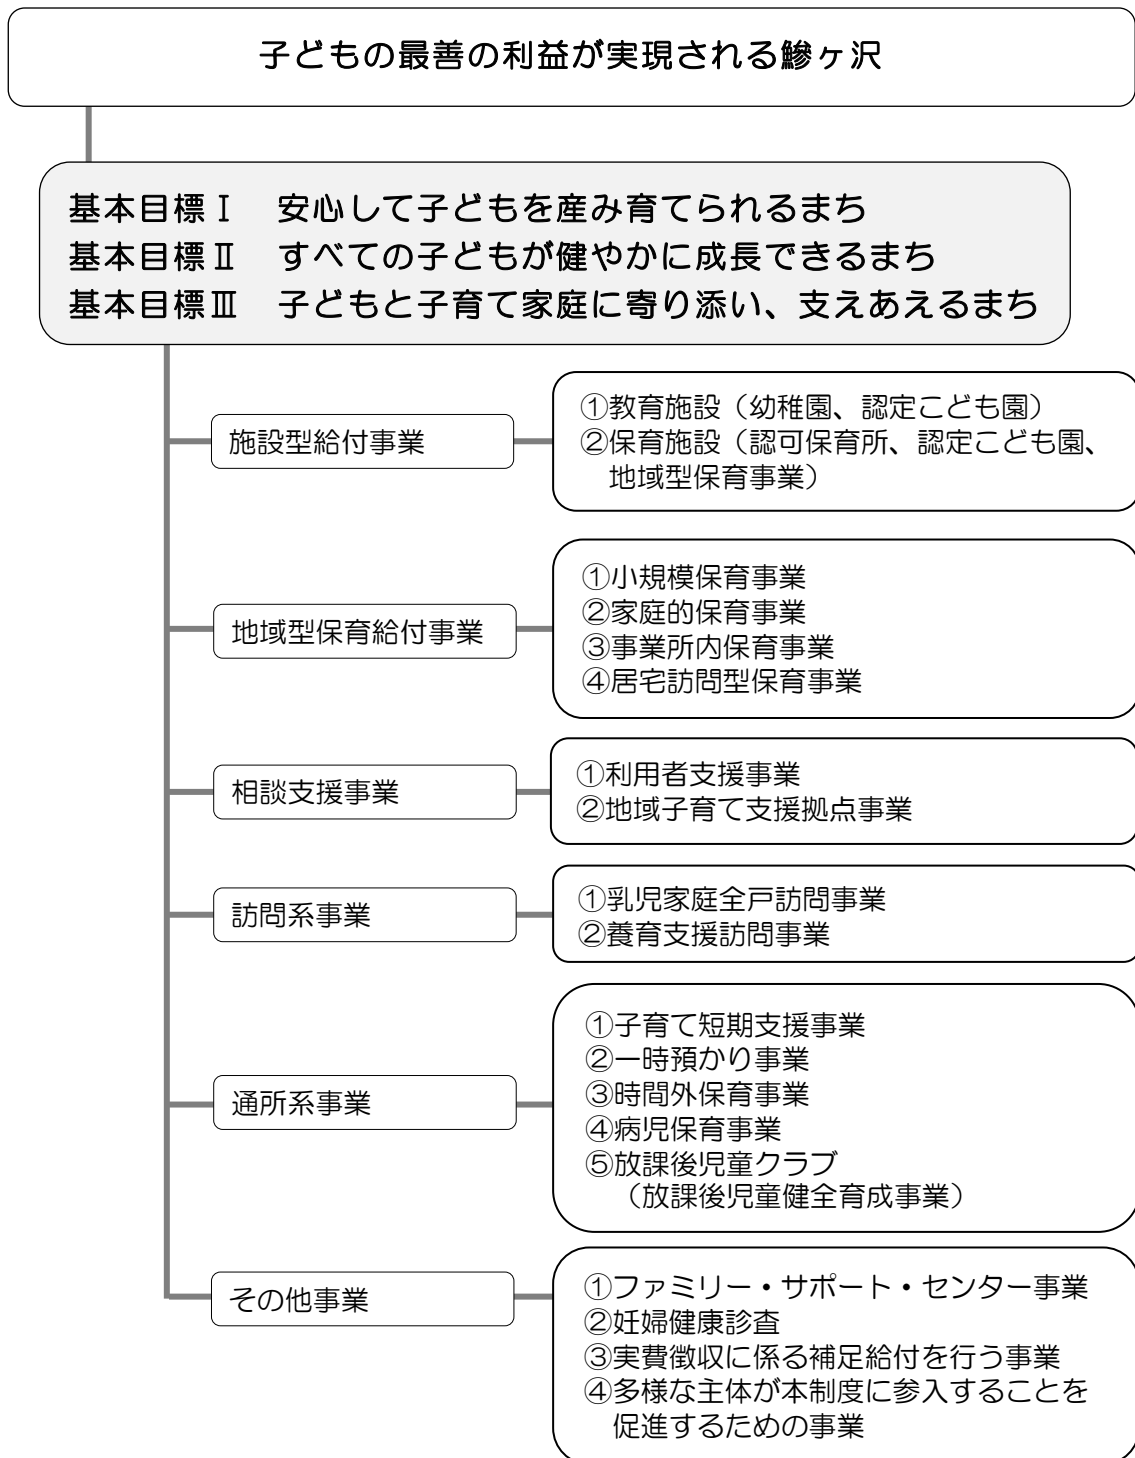 子どもの最善の利益が実現される鰺ヶ沢
基本目標Ⅰ　安心して子どもを産み育てられるまち
基本目標Ⅱ　すべての子どもが健やかに成長できるまち
基本目標Ⅲ　子どもと子育て家庭に寄り添い、支えあえるまち
施設型給付事業
①教育施設（幼稚園、認定こども園）
②保育施設（認可保育所、認定こども園、
地域型保育事業）
地域型保育給付事業
①小規模保育事業
②家庭的保育事業
③事業所内保育事業
④居宅訪問型保育事業
相談支援事業
①利用者支援事業
②地域子育て支援拠点事業
訪問系事業
①乳児家庭全戸訪問事業
②養育支援訪問事業
通所系事業
①子育て短期支援事業
②一時預かり事業
③時間外保育事業
④病児保育事業
⑤放課後児童クラブ
（放課後児童健全育成事業）
その他事業
①ファミリー・サポート・センター事業
②妊婦健康診査
③実費徴収に係る補足給付を行う事業
④多様な主体が本制度に参入することを
促進するための事業